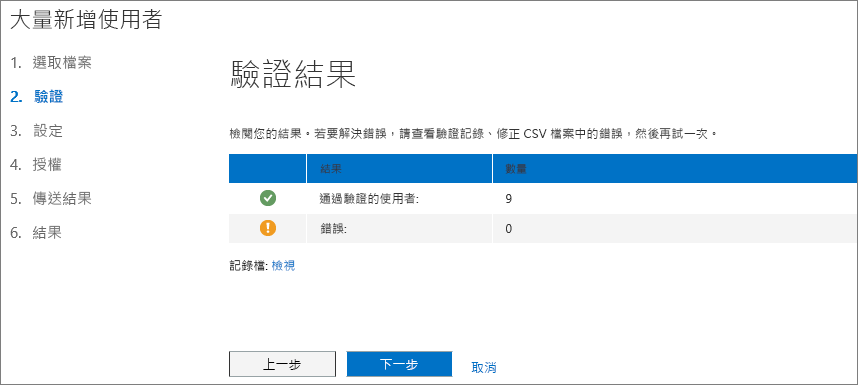 大量新增使用者
1. 選取檔案
2. 驗證
3. 設定
4. 授權
5. 傳送結果
6. 結果
驗證結果
檢閱您的結果。若要解決錯誤，請查看驗證記錄、修正 CSV 檔案中的錯誤，然後再試一次。
結果 數量
通過驗證的使用者: 9
錯誤: 0
記錄檔: 檢視
上一步 下一步 取消